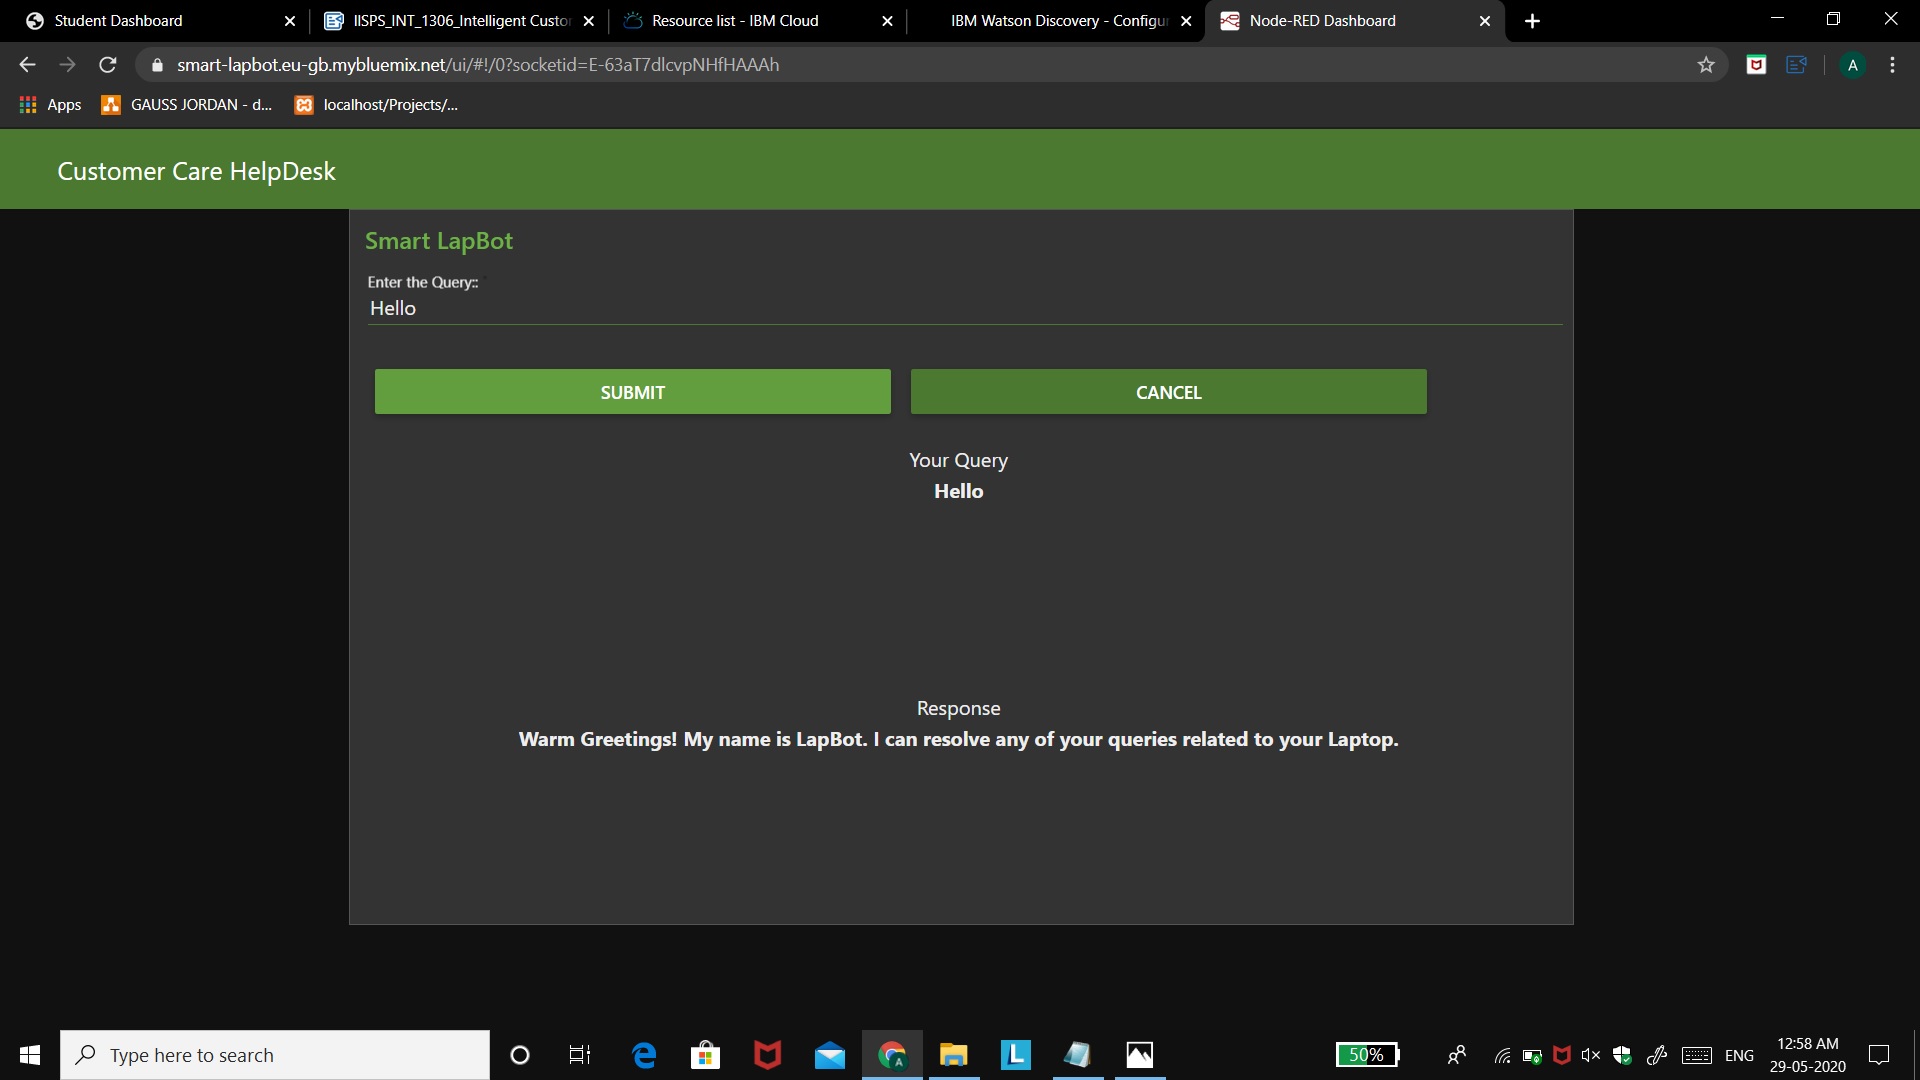 Student Dashboard
IISPS_INT_1306_Intelligent Custo
Resource list - IBM Cloud
IBM Watson Discovery - Configu
Node-RED Dashboard
smart-lapbot.eu-gb.mybluemix.net/ui/#!/0?socketid=E-63aT7dlcvpNHfHAAAh
A
Apps
GAUSS JORDAN - d...
localhost/Projects/...
Customer Care HelpDesk
Smart LapBot
Enter the Query::
Hello
SUBMIT
CANCEL
Your Query
Hello
Response
Warm Greetings! My name is LapBot. I can resolve any of your queries related to your Laptop.
Type here to search
A
L
50%
ENG
12:58 AM
29-05-2020